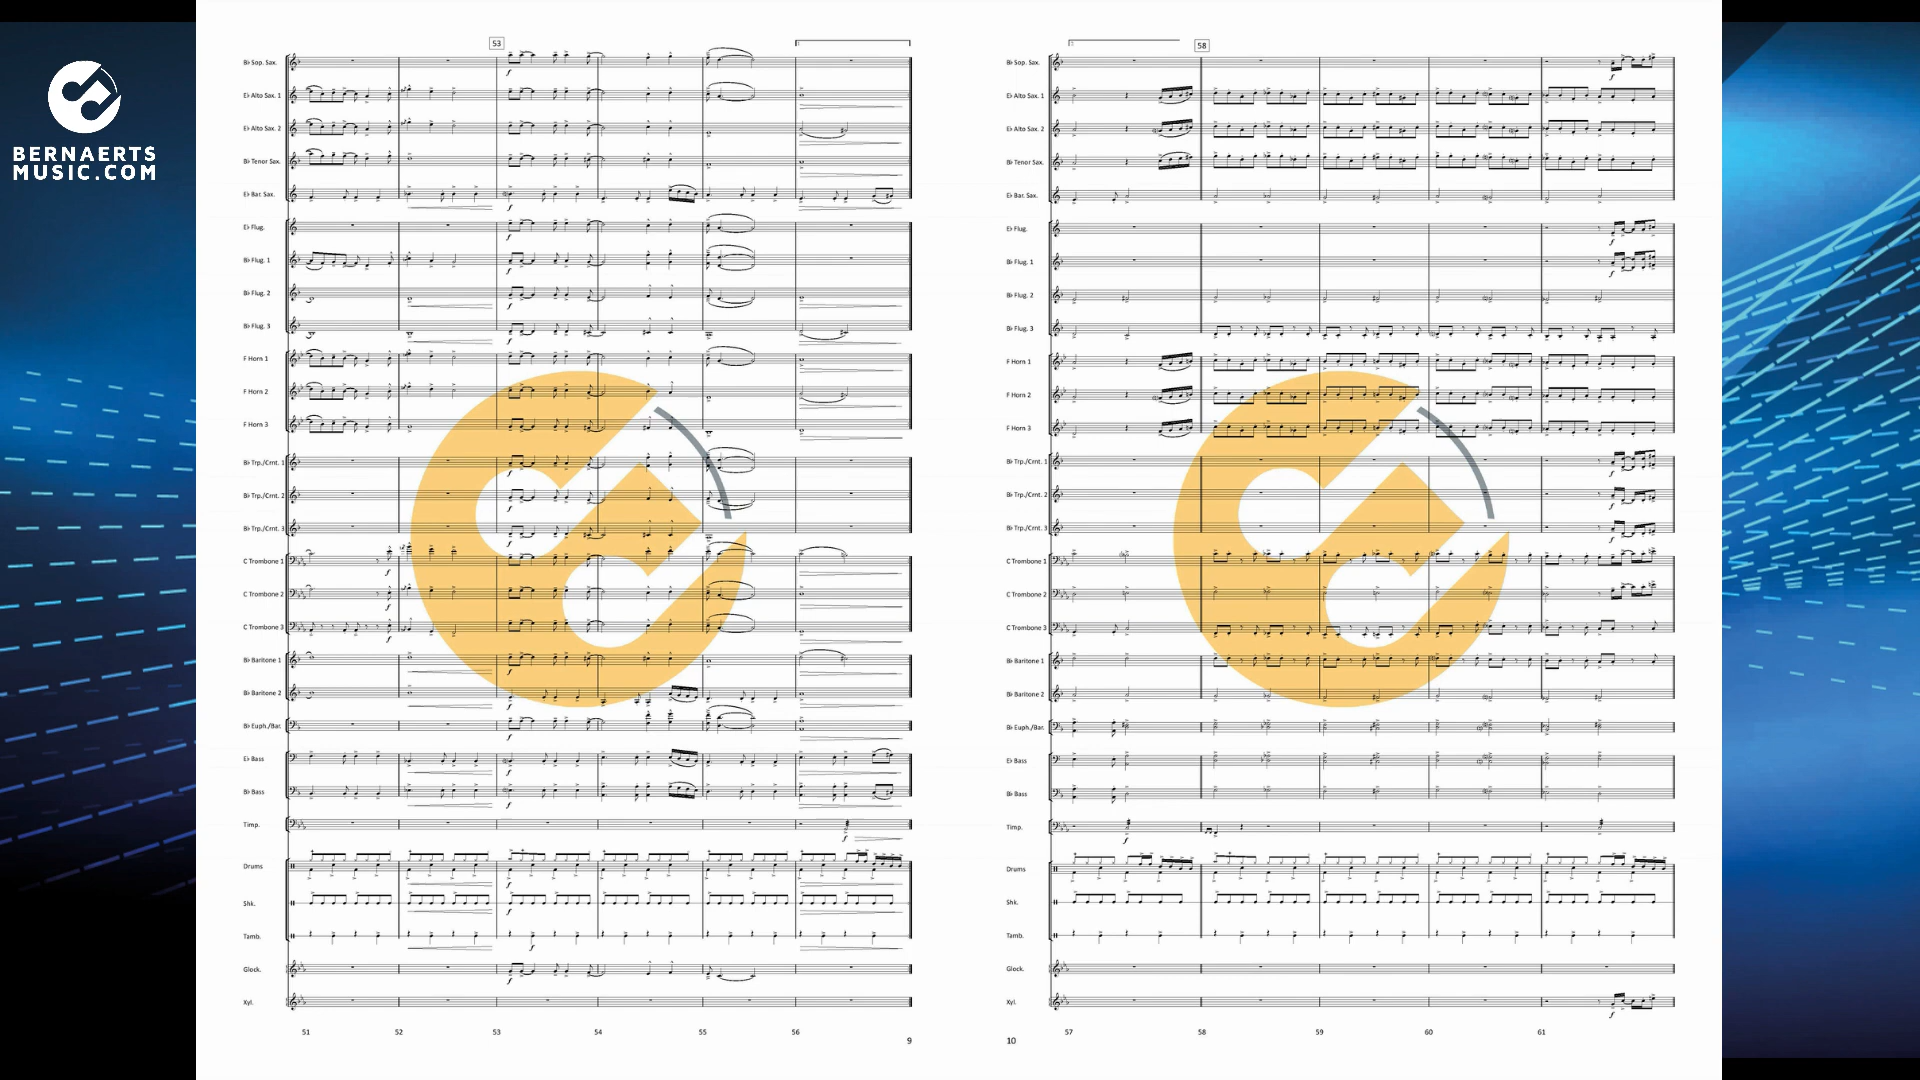 BERNAERTS
MUSIC.COM
53
B♭ Sop. Sax.
E♭ Alto Sax. 1
E♭ Alto Sax. 2
B♭ Tenor Sax.
E♭ Bar. Sax.
E♭ Flug.
B♭ Flug. 1
B♭ Flug. 2
B♭ Flug. 3
F Horn 1
F Horn 2
F Horn 3
B♭ Trp./Crnt. 1
B♭ Trp./Crnt. 2
B♭ Trp./Crnt. 3
C Trombone 1
C Trombone 2
C Trombone 3
B♭ Baritone 1
B♭ Baritone 2
B♭ Euph./Bar.
E♭ Bass
B♭ Bass
Timp.
Drums
Shk.
Tamb.
Glock.
Xyl.
51 52 53 54 55 56
9
58
B♭ Sop. Sax.
E♭ Alto Sax. 1
E♭ Alto Sax. 2
B♭ Tenor Sax.
E♭ Bar. Sax.
E♭ Flug.
B♭ Flug. 1
B♭ Flug. 2
B♭ Flug. 3
F Horn 1
F Horn 2
F Horn 3
B♭ Trp./Crnt. 1
B♭ Trp./Crnt. 2
B♭ Trp./Crnt. 3
C Trombone 1
C Trombone 2
C Trombone 3
B♭ Baritone 1
B♭ Baritone 2
B♭ Euph./Bar.
E♭ Bass
B♭ Bass
Timp.
Drums
Shk.
Tamb.
Glock.
Xyl.
57 58 59 60 61
10